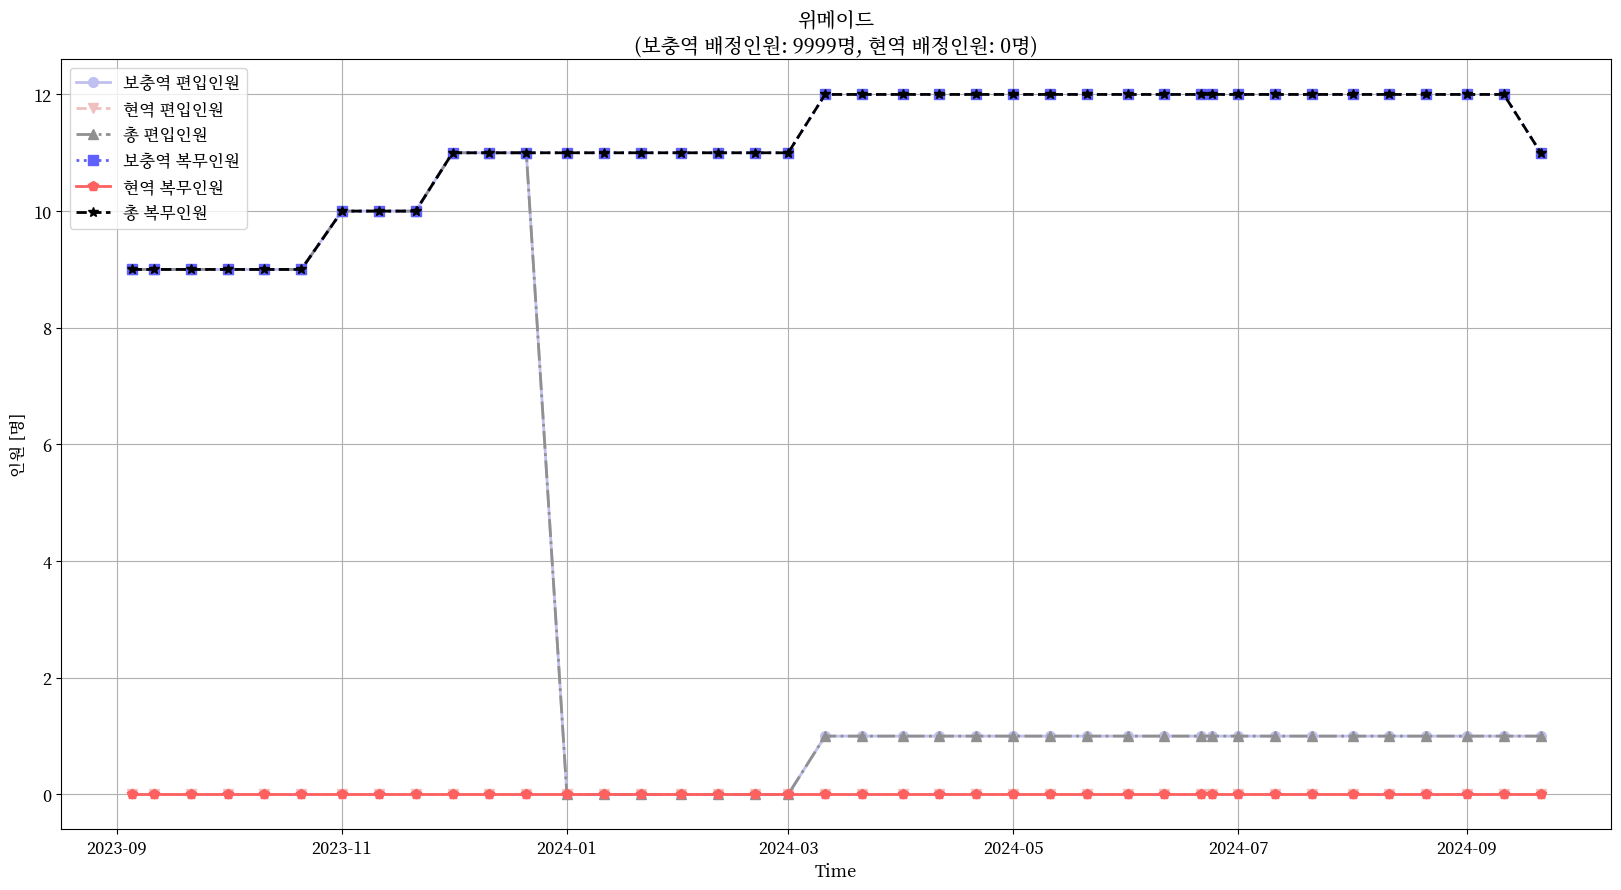 위메이드
(보충역 배정인원: 9999명, 현역 배정인원: 0명)
보충역 편입인원
현역 편입인원
총 편입인원
보충역 복무인원
현역 복무인원
총 복무인원
인원 [명]
12
10
8
6
4
2
0
2023-09
2023-11
2024-01
2024-03
2024-05
2024-07
2024-09
Time